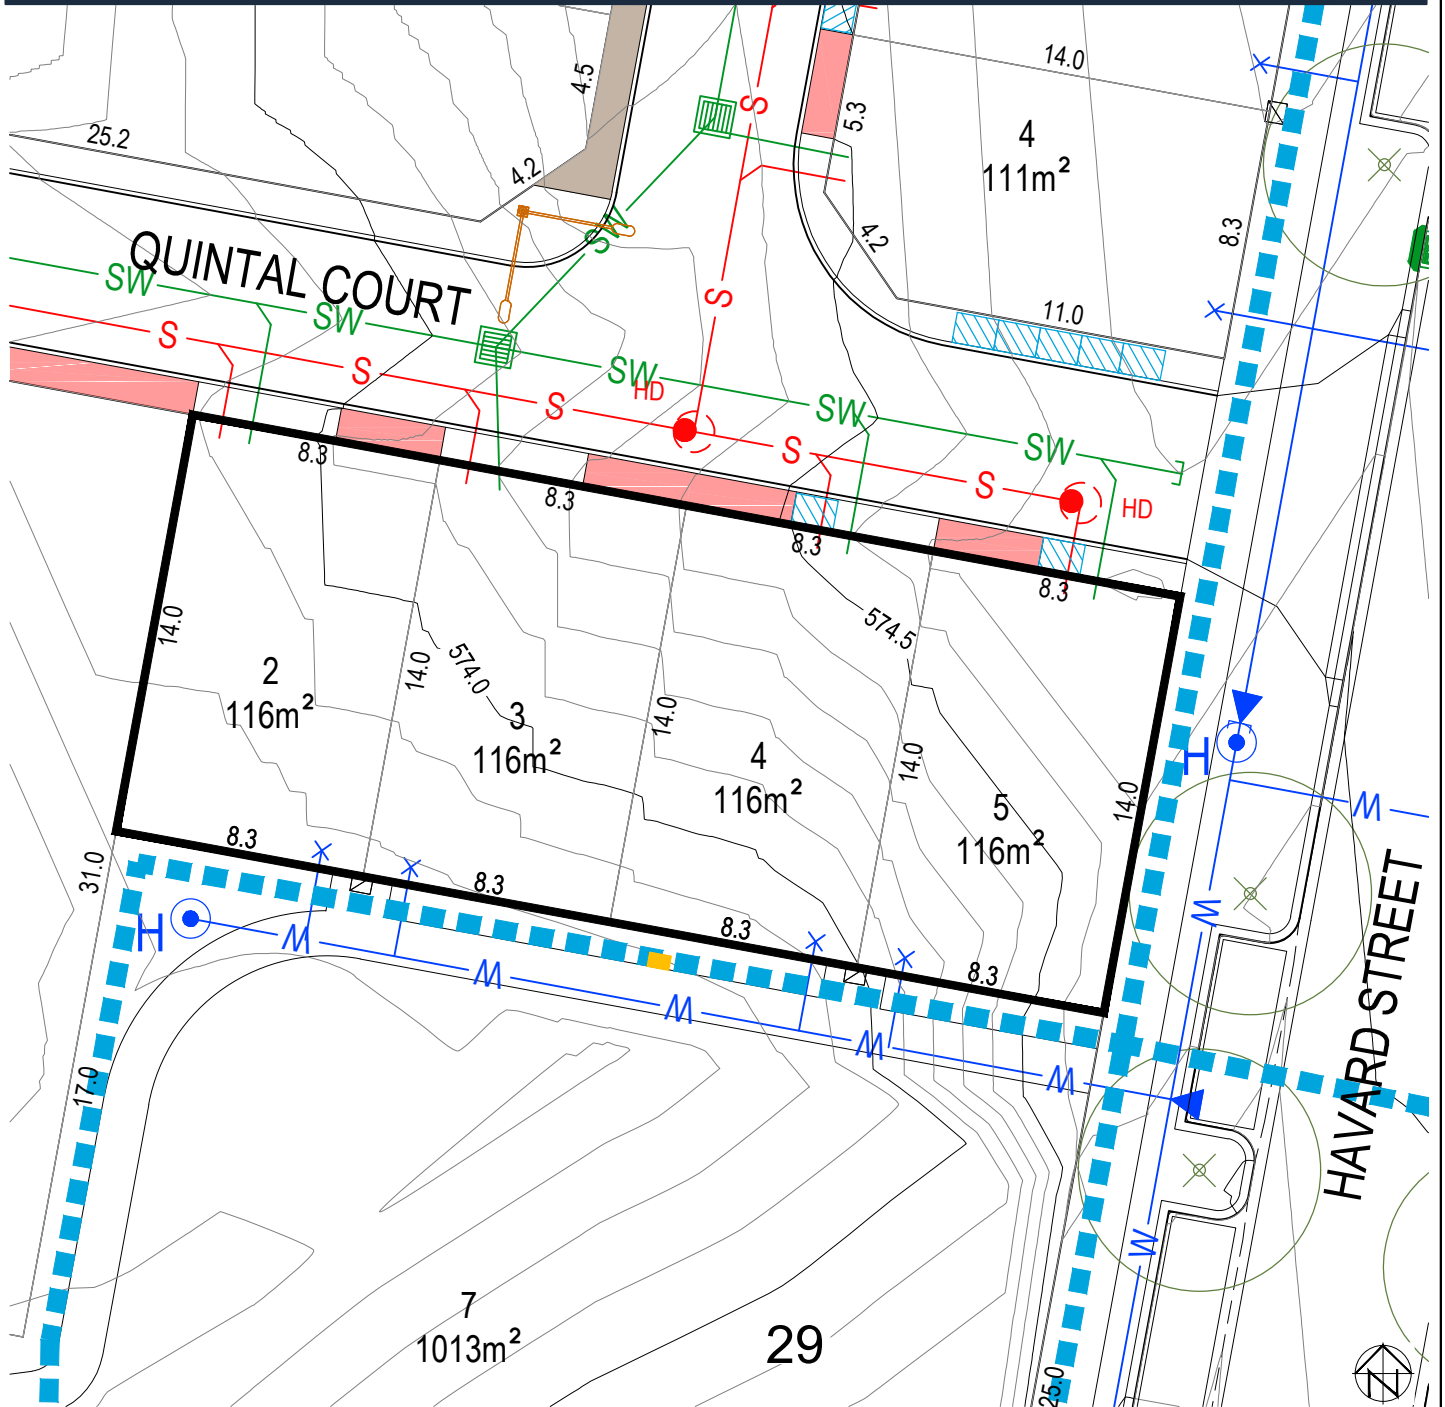 14.0
4.5
S
5.3
4
111m²
25.2
4.2
8.3
SW
4.2
QUINTAL COURT
SW
S
11.0
SW
S
SW
HD
S
S
SW
8.3
S
SW
8.3
S
HD
8.3
8.3
14.0
574.5
2
116m²
14.0
574.0
3
116m²
14.0
4
116m²
14.0
H
14.0
5
116m²
W
8.3
31.0
8.3
W
HAVARD STREET
H
W
8.3
W
8.3
W
W
W
17.0
W
7
1013m²
29
25.0
N